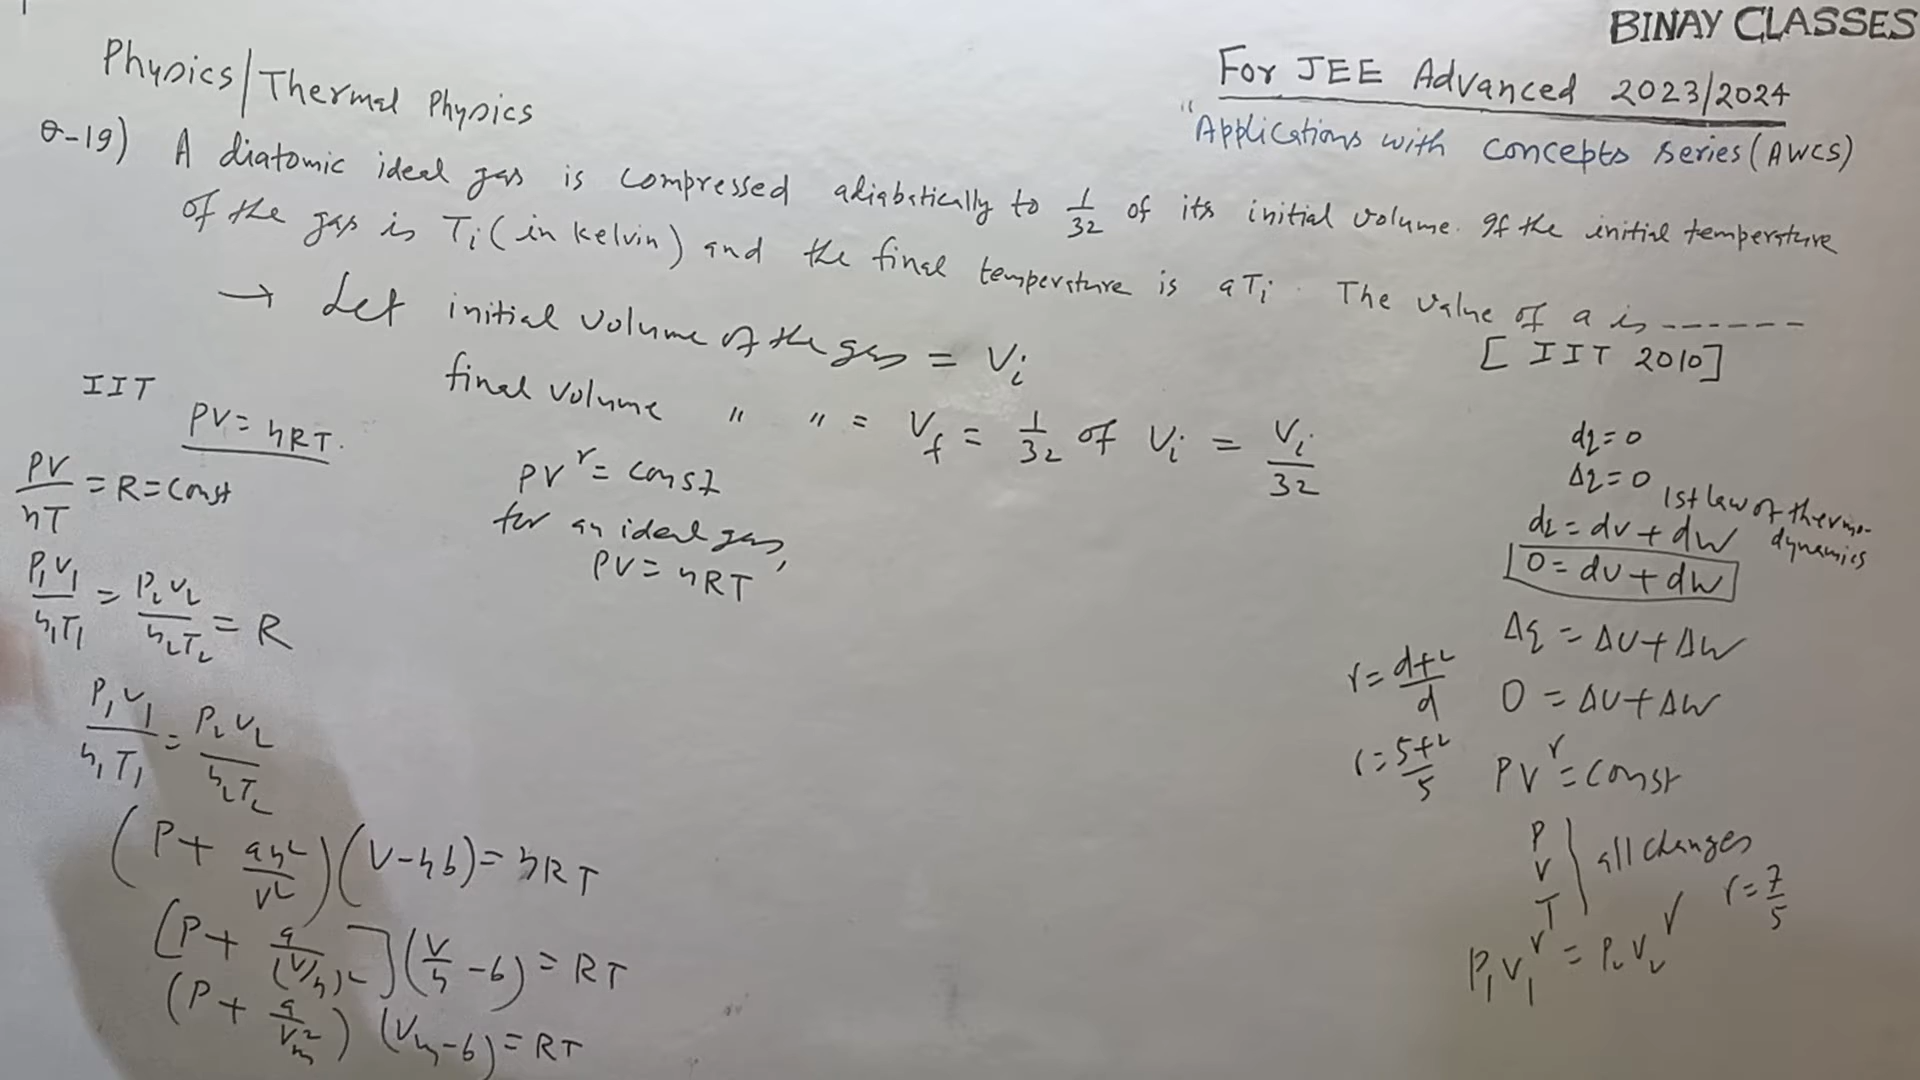 BINAY CLASSES
Physics/Thermal Physics
For JEE Advanced 2023/2024
"Applications with concepts series (AWCS)
Q-19) A diatomic ideal gas is compressed adiabatically to 1/32 of its initial volume. If the initial temperature
of the gas is Ti (in kelvin) and the final temperature is aTi. The value of a is ------
[IIT 2010]
→ Let initial volume of the gas = Vi
final volume " " = Vf = 1/32 of Vi = Vi/32
IIT
PV = nRT.
PV/nT = R = Const
P₁V₁/n₁T₁ = P₂V₂/n₂T₂ = R
P₁V₁/n₁T₁ = P₂V₂/n₂T₂
(P + an²/V²)(V-nb) = nRT
[P + a/(V/n)²](V/n - b) = RT
(P + a/Vm²)(Vm-b) = RT
PV^r = const
for an ideal gas,
PV = nRT
dq = 0
Δq = 0
1st law of thermo-
dynamics
dq = dU + dW
0 = dU + dW
Δq = ΔU + ΔW
0 = ΔU + ΔW
r = d+2/d
r = 5+2/5
PV^r = Const
P
V
T
all changes
r = 7/5
P₁V₁^r = P₂V₂^r